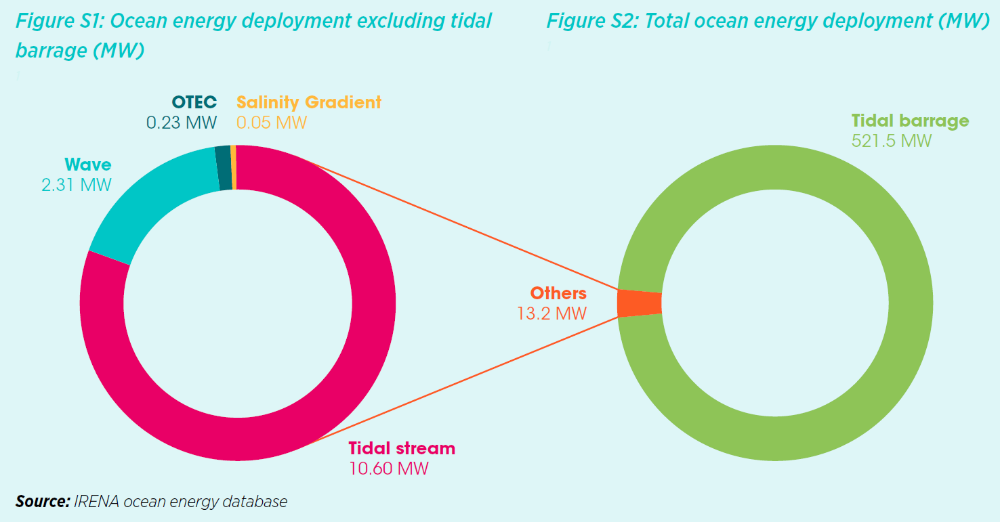 Figure S1: Ocean energy deployment excluding tidal
barrage (MW)
Figure S2: Total ocean energy deployment (MW)
OTEC
0.23 MW
Salinity Gradient
0.05 MW
Wave
2.31 MW
Tidal barrage
521.5 MW
Others
13.2 MW
Tidal stream
10.60 MW
Source: IRENA ocean energy database